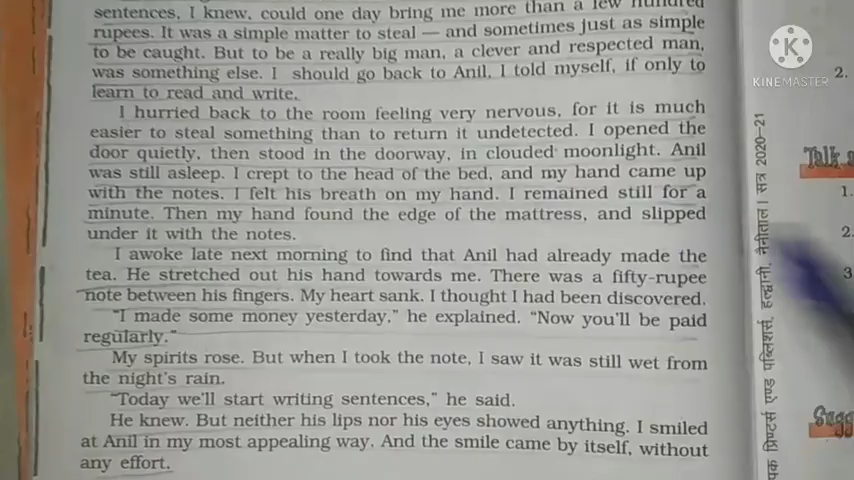 sentences, I knew, could one day bring me more than a few hundred
rupees. It was a simple matter to steal — and sometimes just as simple
to be caught. But to be a really big man, a clever and respected man,
was something else. I should go back to Anil, I told myself, if only to
learn to read and write.
I hurried back to the room feeling very nervous, for it is much
easier to steal something than to return it undetected. I opened the
door quietly, then stood in the doorway, in clouded moonlight. Anil
was still asleep. I crept to the head of the bed, and my hand came up
with the notes. I felt his breath on my hand. I remained still for a
minute. Then my hand found the edge of the mattress, and slipped
under it with the notes.
I awoke late next morning to find that Anil had already made the
tea. He stretched out his hand towards me. There was a fifty-rupee
note between his fingers. My heart sank. I thought I had been discovered.
“I made some money yesterday,” he explained. “Now you'll be paid
regularly.”
My spirits rose. But when I took the note, I saw it was still wet from
the night's rain.
“Today we'll start writing sentences,” he said.
He knew. But neither his lips nor his eyes showed anything. I smiled
at Anil in my most appealing way. And the smile came by itself, without
any effort.
K
KINEMASTER
प्रिण्टर्स एण्ड पब्लिशर्स, हल्द्वानी, नैनीताल। सत्र 2020–21
2.
Talk a
1.
2.
3
Sugg